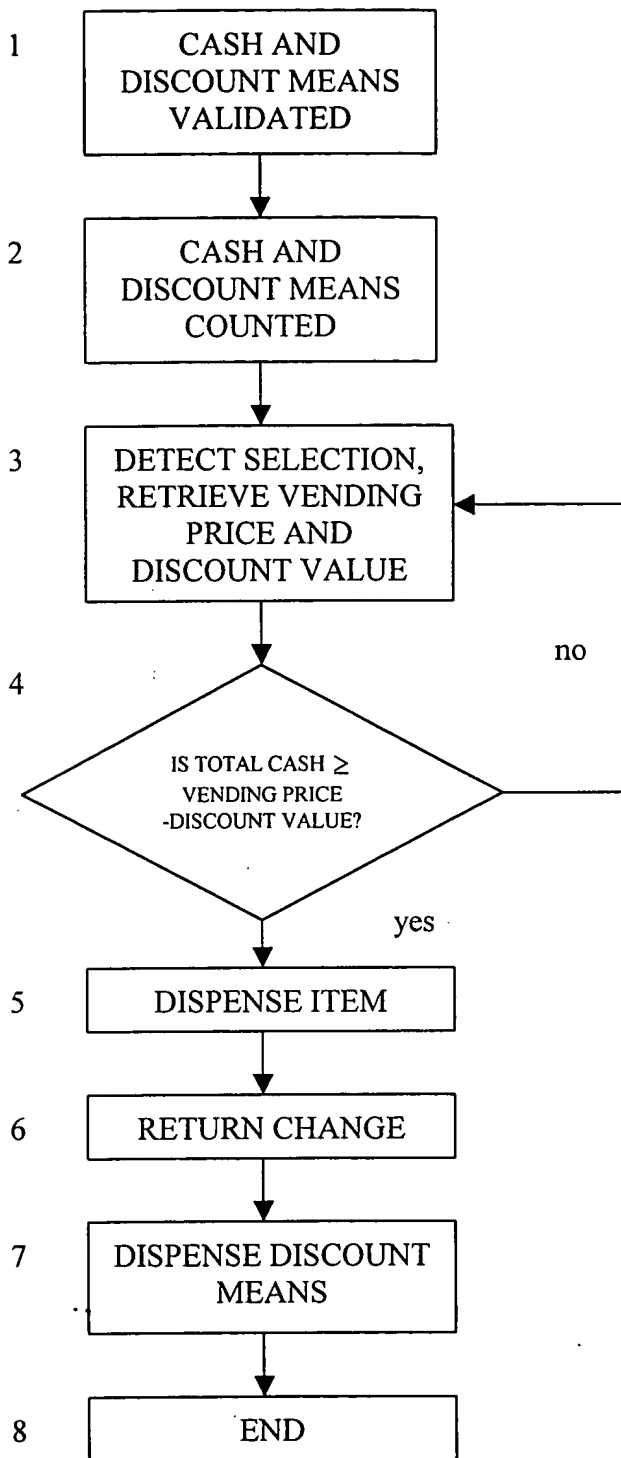 1
CASH AND
DISCOUNT MEANS
VALIDATED
2
CASH AND
DISCOUNT MEANS
COUNTED
3
DETECT SELECTION,
RETRIEVE VENDING
PRICE AND
DISCOUNT VALUE
no
4
IS TOTAL CASH ≥
VENDING PRICE
-DISCOUNT VALUE?
yes
5
DISPENSE ITEM
6
RETURN CHANGE
7
DISPENSE DISCOUNT
MEANS
8
END